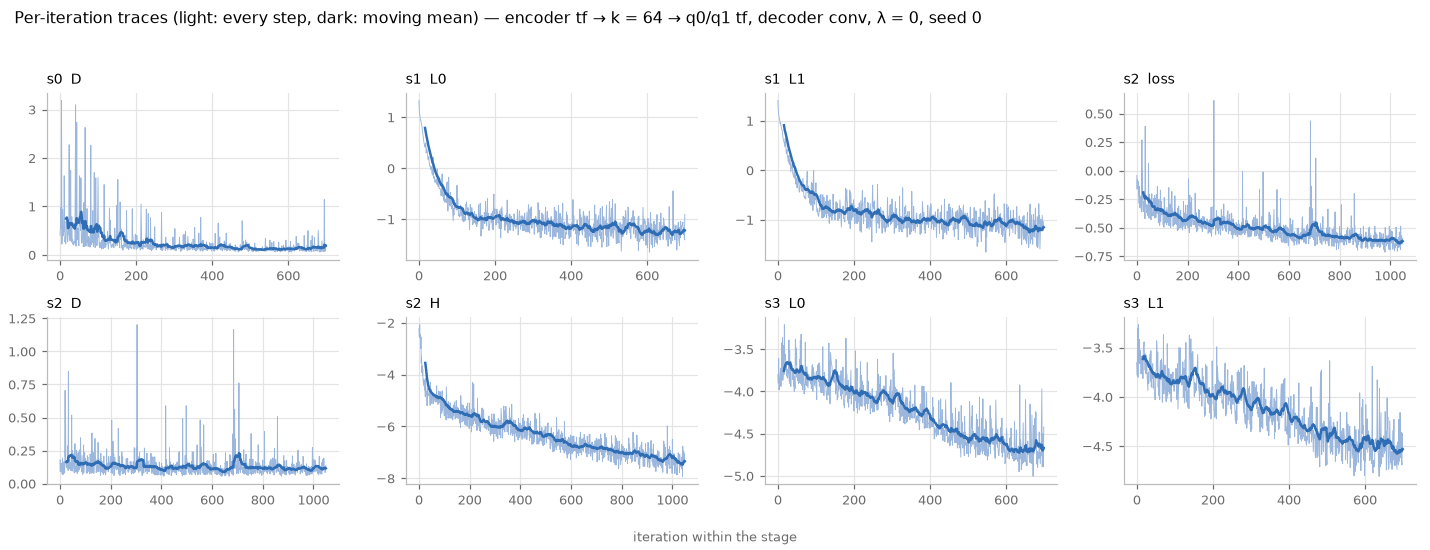 Per-iteration traces (light: every step, dark: moving mean) — encoder tf → k = 64 → q0/q1 tf, decoder conv, λ = 0, seed 0
s0 D
3
2
1
0
0 200 400 600
s1 L0
1
0
−1
0 200 400 600
s1 L1
1
0
−1
0 200 400 600
s2 loss
0.50
0.25
0.00
−0.25
−0.50
−0.75
0 200 400 600 800 1000
s2 D
1.25
1.00
0.75
0.50
0.25
0.00
0 200 400 600 800 1000
s2 H
−2
−4
−6
−8
0 200 400 600 800 1000
s3 L0
−3.5
−4.0
−4.5
−5.0
0 200 400 600
s3 L1
−3.5
−4.0
−4.5
0 200 400 600
iteration within the stage